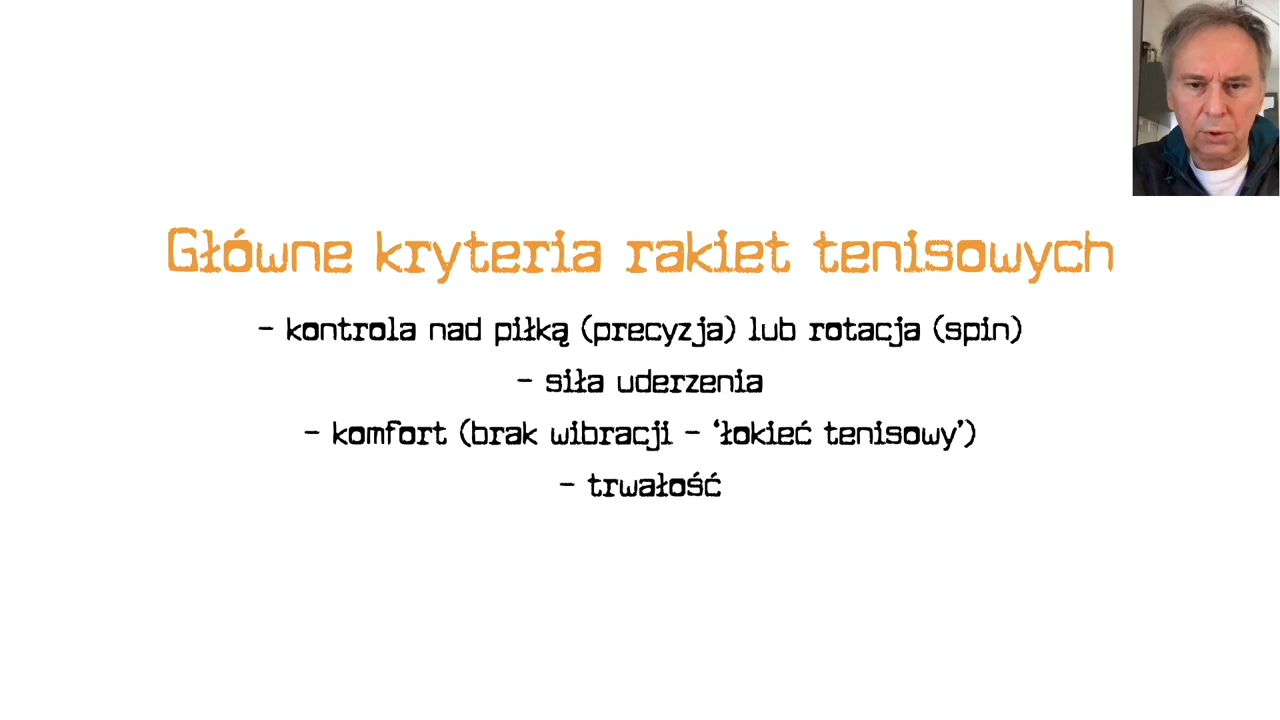 Główne kryteria rakiet tenisowych
- kontrola nad piłką (precyzja) lub rotacja (spin)
- siła uderzenia
- komfort (brak wibracji - ‘łokieć tenisowy’)
- trwałość